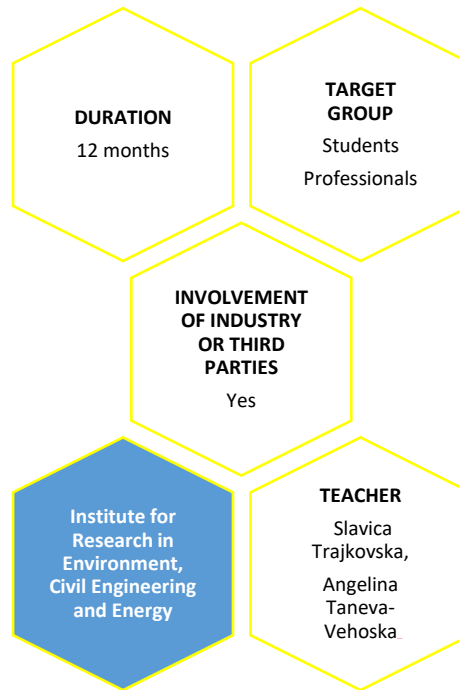 DURATION
12 months
TARGET
GROUP
Students
Professionals
INVOLVEMENT
OF INDUSTRY
OR THIRD
PARTIES
Yes
Institute for
Research in
Environment,
Civil Engineering
and Energy
TEACHER
Slavica
Trajkovska,
Angelina
Taneva-
Vehoska